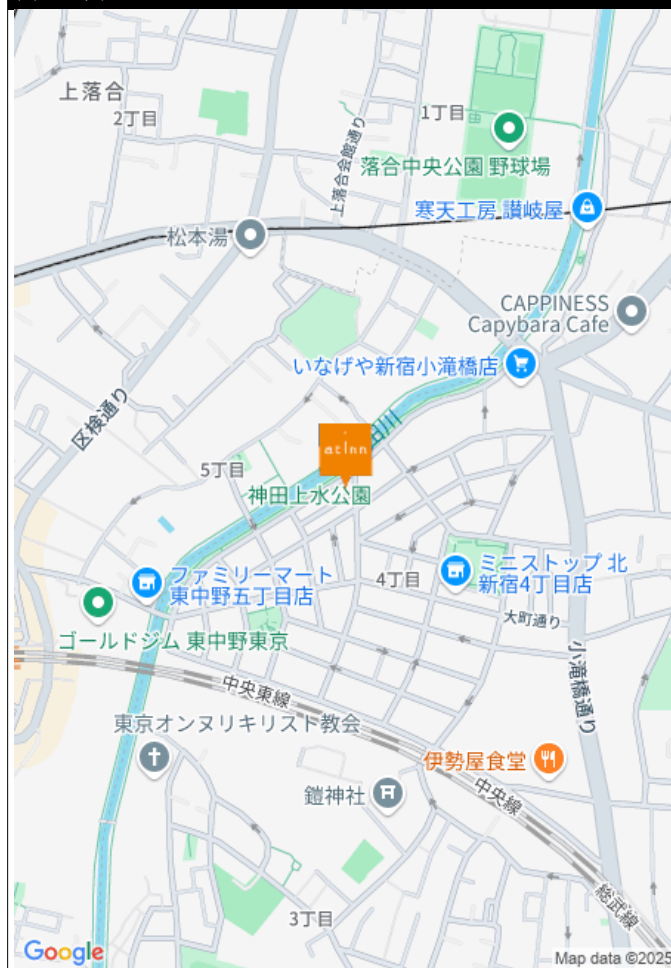 上落合
2丁目
上落合会館通り
1丁目
落合中央公園 野球場
寒天工房 讃岐屋
松本湯
CAPPINESS
Capybara Cafe
いなげや新宿小滝橋店
区検通り
田川
atInn
5丁目
神田上水公園
ファミリーマート
東中野五丁目店
4丁目
ミニストップ 北
新宿4丁目店
大町通り
ゴールドジム 東中野東京
小滝橋通り
中央東線
東京オンヌリキリスト教会
伊勢屋食堂
鎧神社
中央線
総武線
3丁目
Google
Map data ©2025